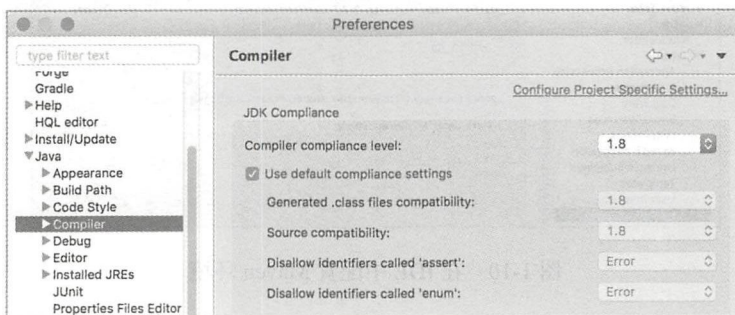 Preferences
type filter text
Forge
Gradle
Help
HQL editor
Install/Update
Java
Appearance
Build Path
Code Style
Compiler
Debug
Editor
Installed JREs
JUnit
Properties Files Editor
Compiler
Configure Project Specific Settings...
JDK Compliance
Compiler compliance level: 1.8
Use default compliance settings
Generated .class files compatibility: 1.8
Source compatibility: 1.8
Disallow identifiers called 'assert': Error
Disallow identifiers called 'enum': Error